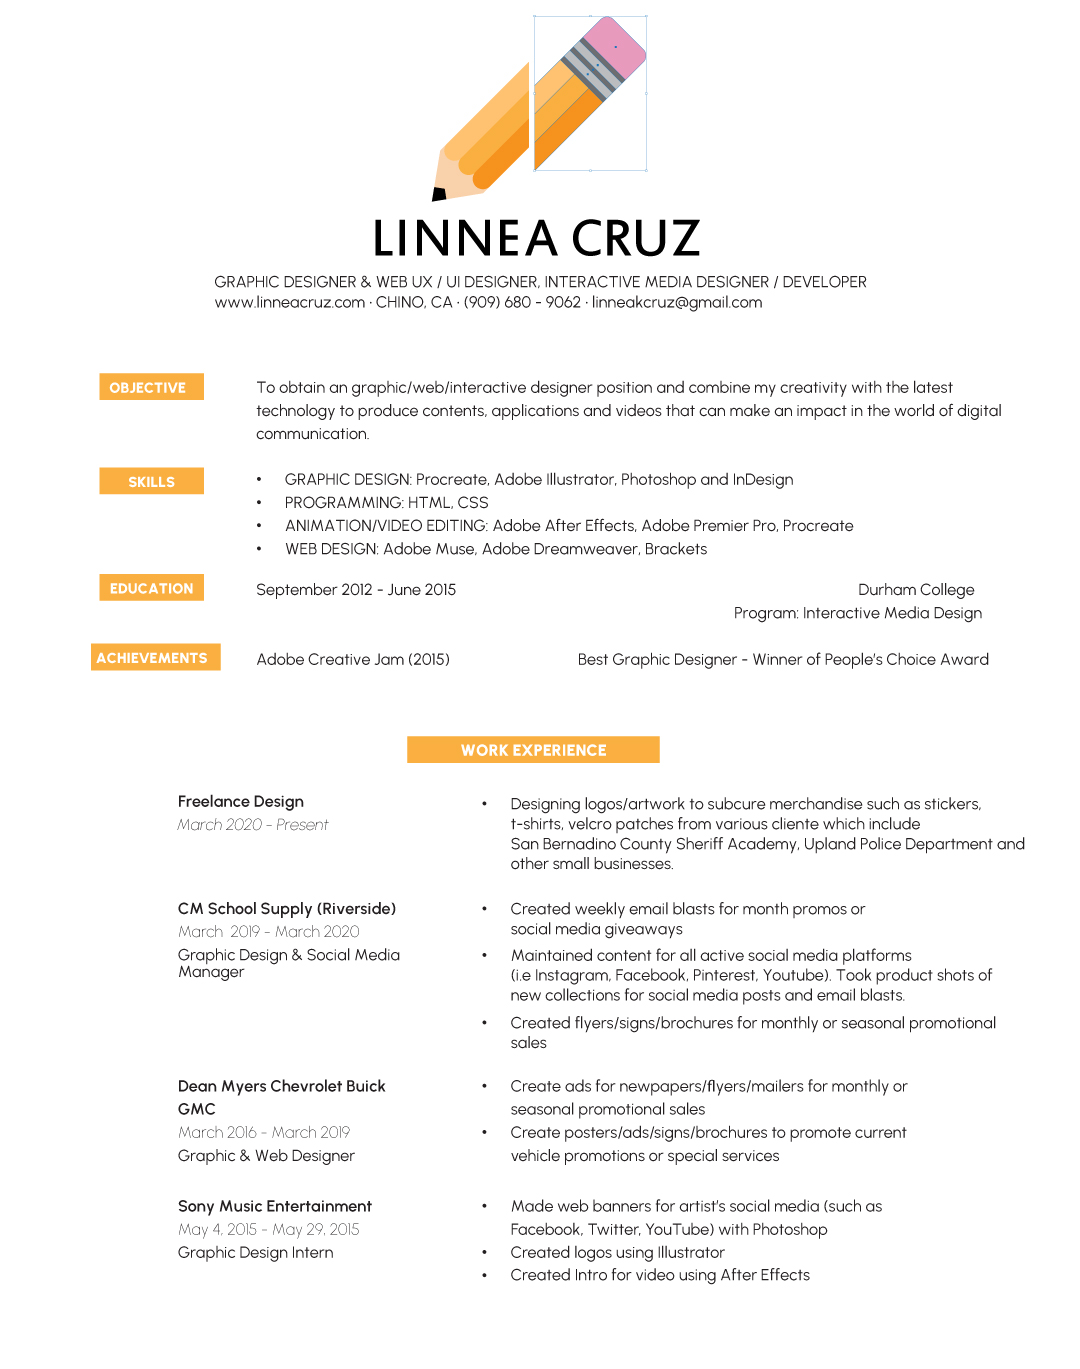 LINNEA CRUZ
GRAPHIC DESIGNER & WEB UX / UI DESIGNER, INTERACTIVE MEDIA DESIGNER / DEVELOPER
www.linneacruz.com · CHINO, CA · (909) 680 - 9062 · linneakcruz@gmail.com
OBJECTIVE
To obtain an graphic/web/interactive designer position and combine my creativity with the latest
technology to produce contents, applications and videos that can make an impact in the world of digital
communication.
SKILLS
• GRAPHIC DESIGN: Procreate, Adobe Illustrator, Photoshop and InDesign
• PROGRAMMING: HTML, CSS
• ANIMATION/VIDEO EDITING: Adobe After Effects, Adobe Premier Pro, Procreate
• WEB DESIGN: Adobe Muse, Adobe Dreamweaver, Brackets
EDUCATION
September 2012 - June 2015 Durham College
Program: Interactive Media Design
ACHIEVEMENTS
Adobe Creative Jam (2015) Best Graphic Designer - Winner of People's Choice Award
WORK EXPERIENCE
Freelance Design
March 2020 - Present
• Designing logos/artwork to subcure merchandise such as stickers,
t-shirts, velcro patches from various cliente which include
San Bernadino County Sheriff Academy, Upland Police Department and
other small businesses.
CM School Supply (Riverside)
March 2019 - March 2020
Graphic Design & Social Media
Manager
• Created weekly email blasts for month promos or
social media giveaways
• Maintained content for all active social media platforms
(i.e Instagram, Facebook, Pinterest, Youtube). Took product shots of
new collections for social media posts and email blasts.
• Created flyers/signs/brochures for monthly or seasonal promotional
sales
Dean Myers Chevrolet Buick
GMC
March 2016 - March 2019
Graphic & Web Designer
• Create ads for newpapers/flyers/mailers for monthly or
seasonal promotional sales
• Create posters/ads/signs/brochures to promote current
vehicle promotions or special services
Sony Music Entertainment
May 4, 2015 - May 29, 2015
Graphic Design Intern
• Made web banners for artist's social media (such as
Facebook, Twitter, YouTube) with Photoshop
• Created logos using Illustrator
• Created Intro for video using After Effects